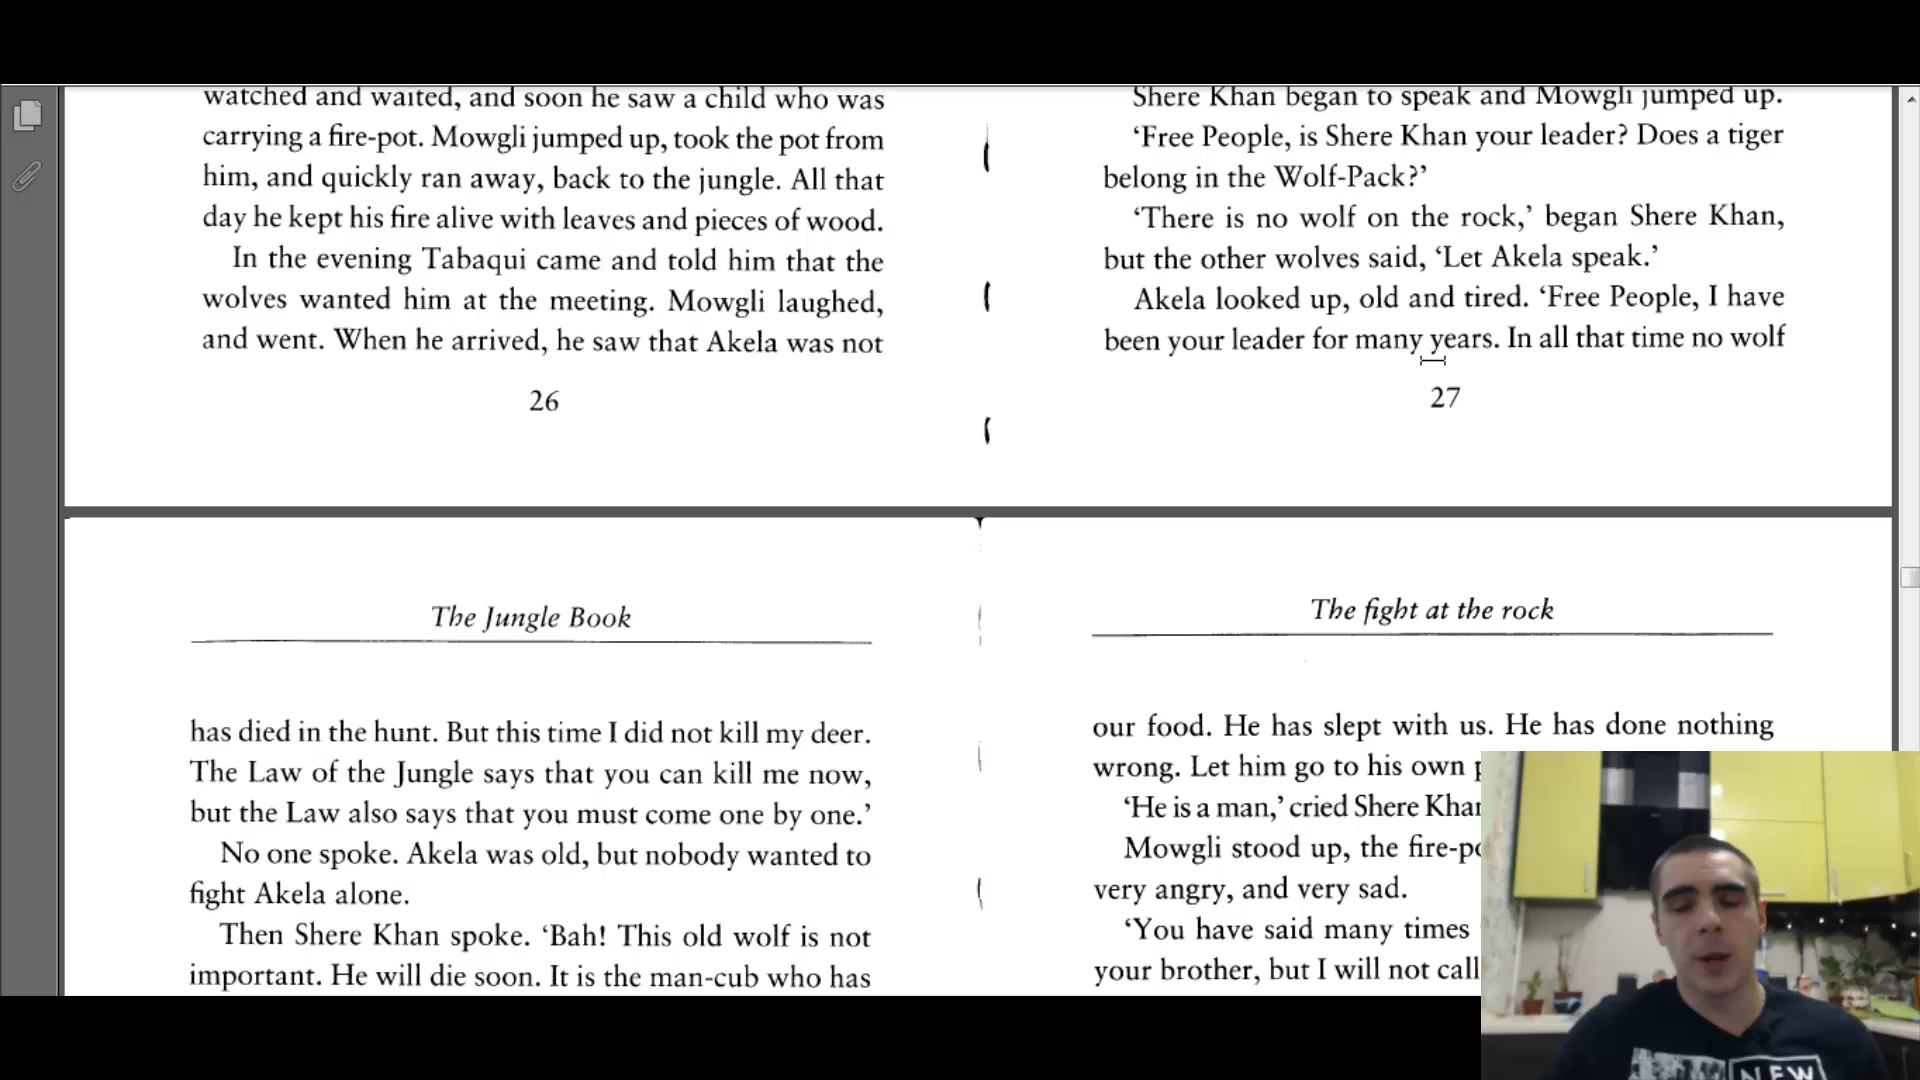 watched and waited, and soon he saw a child who was
carrying a fire-pot. Mowgli jumped up, took the pot from
him, and quickly ran away, back to the jungle. All that
day he kept his fire alive with leaves and pieces of wood.
In the evening Tabaqui came and told him that the
wolves wanted him at the meeting. Mowgli laughed,
and went. When he arrived, he saw that Akela was not
26
Shere Khan began to speak and Mowgli jumped up.
‘Free People, is Shere Khan your leader? Does a tiger
belong in the Wolf-Pack?’
‘There is no wolf on the rock,’ began Shere Khan,
but the other wolves said, ‘Let Akela speak.’
Akela looked up, old and tired. ‘Free People, I have
been your leader for many years. In all that time no wolf
27
The Jungle Book
has died in the hunt. But this time I did not kill my deer.
The Law of the Jungle says that you can kill me now,
but the Law also says that you must come one by one.’
No one spoke. Akela was old, but nobody wanted to
fight Akela alone.
Then Shere Khan spoke. ‘Bah! This old wolf is not
important. He will die soon. It is the man-cub who has
The fight at the rock
our food. He has slept with us. He has done nothing
wrong. Let him go to his own
‘He is a man,’ cried Shere Khan
Mowgli stood up, the
very angry, and very sad.
‘You have said many times
your brother, but I will not call
NEW